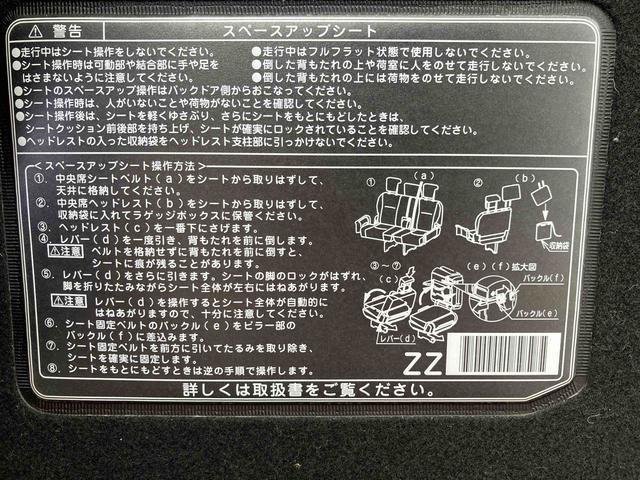 ⚠警告 スペースアップシート
●走行中はシート操作をしないでください。
●シート操作時は可動部や結合部に手や足を
はさまないように注意してください。
●走行中はフルフラット状態で使用しないでください。
●倒した背もたれの上や荷室に人をのせて走行しないでください。
●倒した背もたれの上には荷物をのせて走行しないでください。
●シートのスペースアップ操作はバックドア側からおこなってください。
●シート操作時は、人がいないことや荷物がないことを確認してください。
●シート操作後は、シートを軽くゆさぶり、さらにシートをもとにもどしたときは、
シートクッション前後部を持ち上げ、シートが確実にロックされていることを確認してください。
●ヘッドレストの入った収納袋をヘッドレスト支柱部に引っかけないでください。
<スペースアップシート操作方法>
①.中央席シートベルト(a)をシートから取りはずして、
天井に格納してください。
②.中央席ヘッドレスト(b)をシートから取りはずして、
収納袋に入れてラゲッジボックスに保管ください。
③.ヘッドレスト(c)を一番下にさげます。
④.レバー(d)を一度引き、背もたれを前に倒します。
⚠注意 ベルトを格納せずに背もたれを前に倒すと、
シートに痕が残ることがあります。
⑤.レバー(d)をさらに引きます。シートの脚のロックがはずれ、
脚を折りたたみながらシート全体が左右にはねあがります。
⚠注意 レバー(d)を操作するとシート全体が自動的に
はねあがりますので、十分に注意してください。
⑥.シート固定ベルトのバックル(e)をピラー部の
バックル(f)に差込みます。
⑦.シート固定ベルトを前方に引いてたるみを取り除き、
シートを確実に固定します。
⑧.シートをもとにもどすときは逆の手順で操作します。
① (a)
② (b)
収納袋
③~⑦
(c)
レバー(d)
(e)(f)拡大図
バックル(f)
バックル(e)
ZZ
詳しくは取扱書をご覧ください。